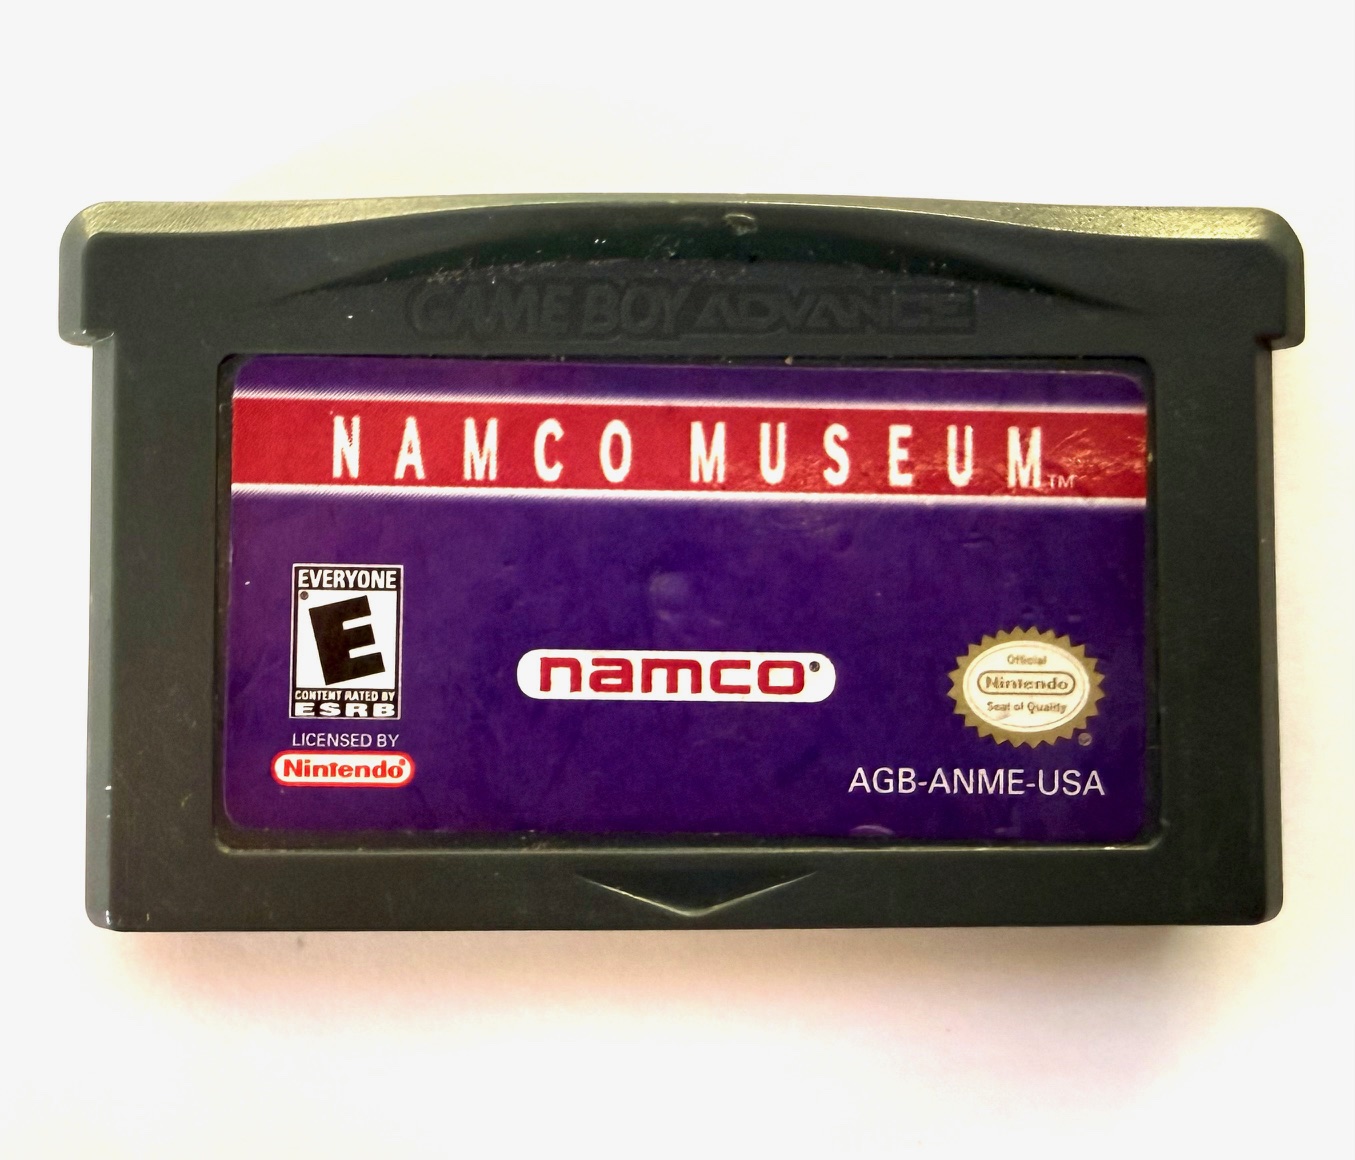 GAME BOY ADVANCE
NAMCO MUSEUM™
EVERYONE
E®
CONTENT RATED BY
ESRB
LICENSED BY
Nintendo®
namco®
Official
Nintendo
Seal of Quality
®
AGB-ANME-USA